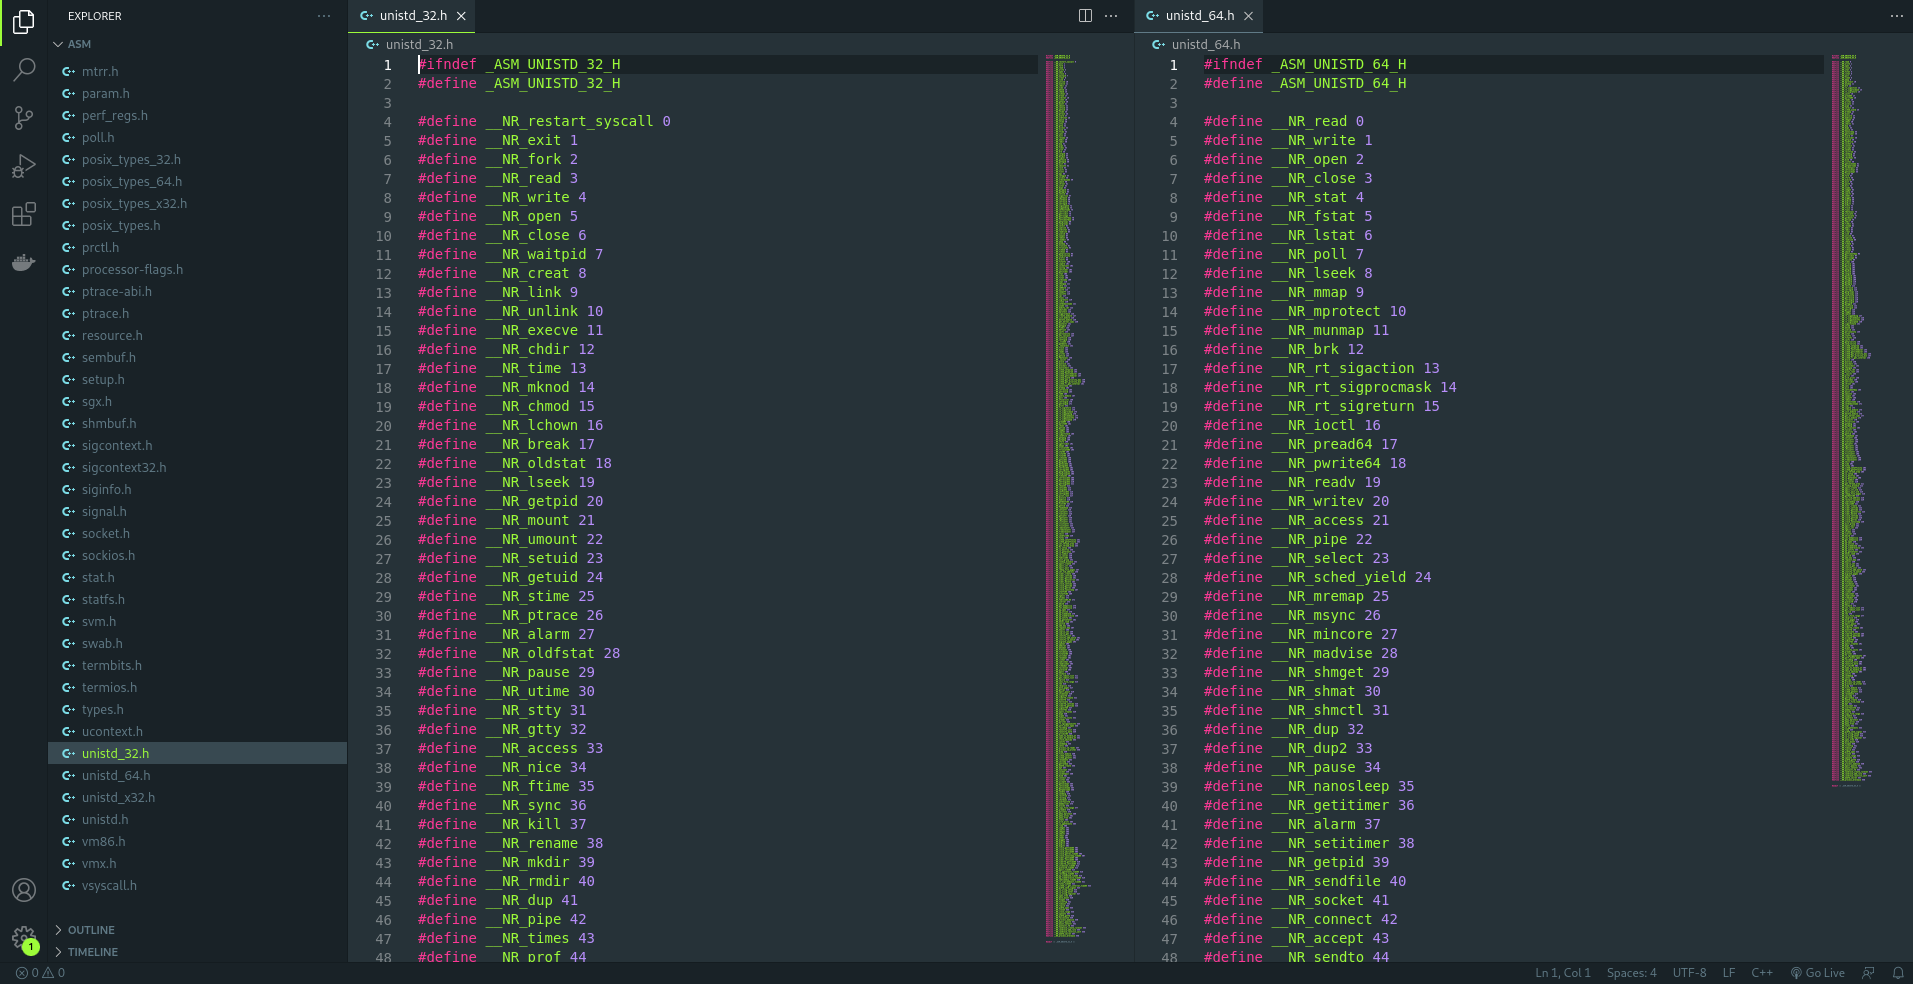 EXPLORER
ASM
mtrr.h
param.h
perf_regs.h
poll.h
posix_types_32.h
posix_types_64.h
posix_types_x32.h
posix_types.h
prctl.h
processor-flags.h
ptrace-abi.h
ptrace.h
resource.h
sembuf.h
setup.h
sgx.h
shmbuf.h
sigcontext.h
sigcontext32.h
siginfo.h
signal.h
socket.h
sockios.h
stat.h
statfs.h
svm.h
swab.h
termbits.h
termios.h
types.h
ucontext.h
unistd_32.h
unistd_64.h
unistd_x32.h
unistd.h
vm86.h
vmx.h
vsyscall.h
OUTLINE
TIMELINE
1
unistd_32.h
unistd_32.h
1 #ifndef _ASM_UNISTD_32_H
2 #define _ASM_UNISTD_32_H
3
4 #define __NR_restart_syscall 0
5 #define __NR_exit 1
6 #define __NR_fork 2
7 #define __NR_read 3
8 #define __NR_write 4
9 #define __NR_open 5
10 #define __NR_close 6
11 #define __NR_waitpid 7
12 #define __NR_creat 8
13 #define __NR_link 9
14 #define __NR_unlink 10
15 #define __NR_execve 11
16 #define __NR_chdir 12
17 #define __NR_time 13
18 #define __NR_mknod 14
19 #define __NR_chmod 15
20 #define __NR_lchown 16
21 #define __NR_break 17
22 #define __NR_oldstat 18
23 #define __NR_lseek 19
24 #define __NR_getpid 20
25 #define __NR_mount 21
26 #define __NR_umount 22
27 #define __NR_setuid 23
28 #define __NR_getuid 24
29 #define __NR_stime 25
30 #define __NR_ptrace 26
31 #define __NR_alarm 27
32 #define __NR_oldfstat 28
33 #define __NR_pause 29
34 #define __NR_utime 30
35 #define __NR_stty 31
36 #define __NR_gtty 32
37 #define __NR_access 33
38 #define __NR_nice 34
39 #define __NR_ftime 35
40 #define __NR_sync 36
41 #define __NR_kill 37
42 #define __NR_rename 38
43 #define __NR_mkdir 39
44 #define __NR_rmdir 40
45 #define __NR_dup 41
46 #define __NR_pipe 42
47 #define __NR_times 43
48 #define __NR_prof 44
unistd_64.h
unistd_64.h
1 #ifndef _ASM_UNISTD_64_H
2 #define _ASM_UNISTD_64_H
3
4 #define __NR_read 0
5 #define __NR_write 1
6 #define __NR_open 2
7 #define __NR_close 3
8 #define __NR_stat 4
9 #define __NR_fstat 5
10 #define __NR_lstat 6
11 #define __NR_poll 7
12 #define __NR_lseek 8
13 #define __NR_mmap 9
14 #define __NR_mprotect 10
15 #define __NR_munmap 11
16 #define __NR_brk 12
17 #define __NR_rt_sigaction 13
18 #define __NR_rt_sigprocmask 14
19 #define __NR_rt_sigreturn 15
20 #define __NR_ioctl 16
21 #define __NR_pread64 17
22 #define __NR_pwrite64 18
23 #define __NR_readv 19
24 #define __NR_writev 20
25 #define __NR_access 21
26 #define __NR_pipe 22
27 #define __NR_select 23
28 #define __NR_sched_yield 24
29 #define __NR_mremap 25
30 #define __NR_msync 26
31 #define __NR_mincore 27
32 #define __NR_madvise 28
33 #define __NR_shmget 29
34 #define __NR_shmat 30
35 #define __NR_shmctl 31
36 #define __NR_dup 32
37 #define __NR_dup2 33
38 #define __NR_pause 34
39 #define __NR_nanosleep 35
40 #define __NR_getitimer 36
41 #define __NR_alarm 37
42 #define __NR_setitimer 38
43 #define __NR_getpid 39
44 #define __NR_sendfile 40
45 #define __NR_socket 41
46 #define __NR_connect 42
47 #define __NR_accept 43
48 #define __NR_sendto 44
0 0
Ln 1, Col 1 Spaces: 4 UTF-8 LF C++ Go Live